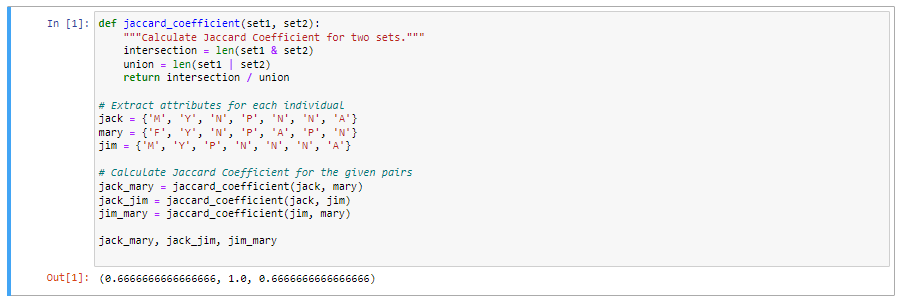 In [1]: def jaccard_coefficient(set1, set2):
"""Calculate Jaccard Coefficient for two sets."""
intersection = len(set1 & set2)
union = len(set1 | set2)
return intersection / union
# Extract attributes for each individual
jack = {'M', 'Y', 'N', 'P', 'N', 'N', 'A'}
mary = {'F', 'Y', 'N', 'P', 'A', 'P', 'N'}
jim = {'M', 'Y', 'P', 'N', 'N', 'N', 'A'}
# Calculate Jaccard Coefficient for the given pairs
jack_mary = jaccard_coefficient(jack, mary)
jack_jim = jaccard_coefficient(jack, jim)
jim_mary = jaccard_coefficient(jim, mary)
jack_mary, jack_jim, jim_mary
Out[1]: (0.6666666666666666, 1.0, 0.6666666666666666)